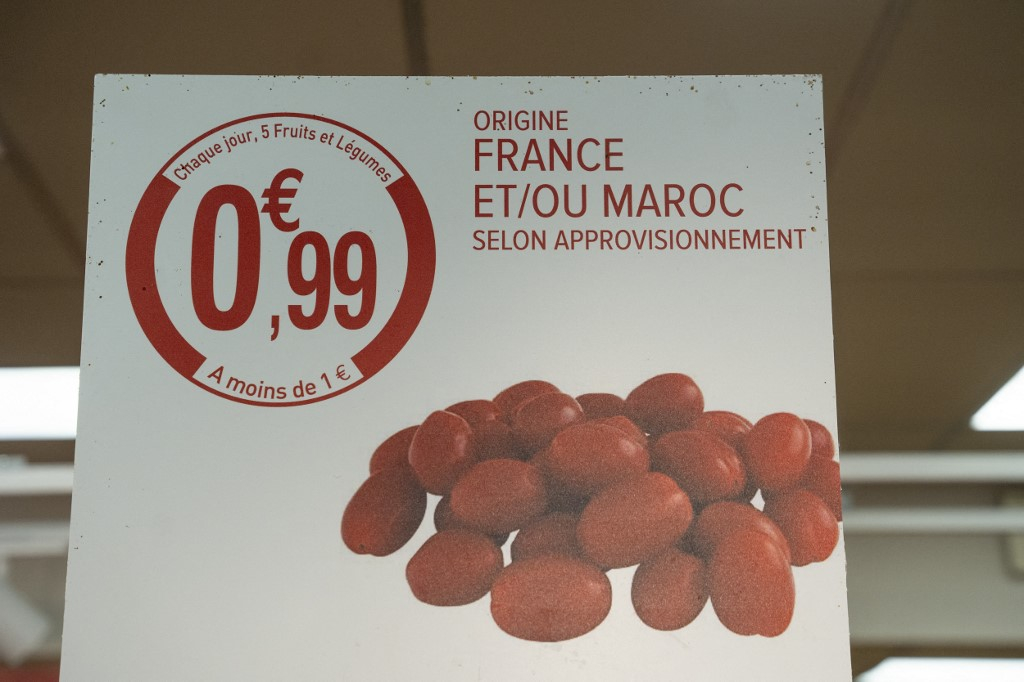 Chaque jour, 5 Fruits et Légumes
0€,99
A moins de 1 €
ORIGINE
FRANCE
ET/OU MAROC
SELON APPROVISIONNEMENT